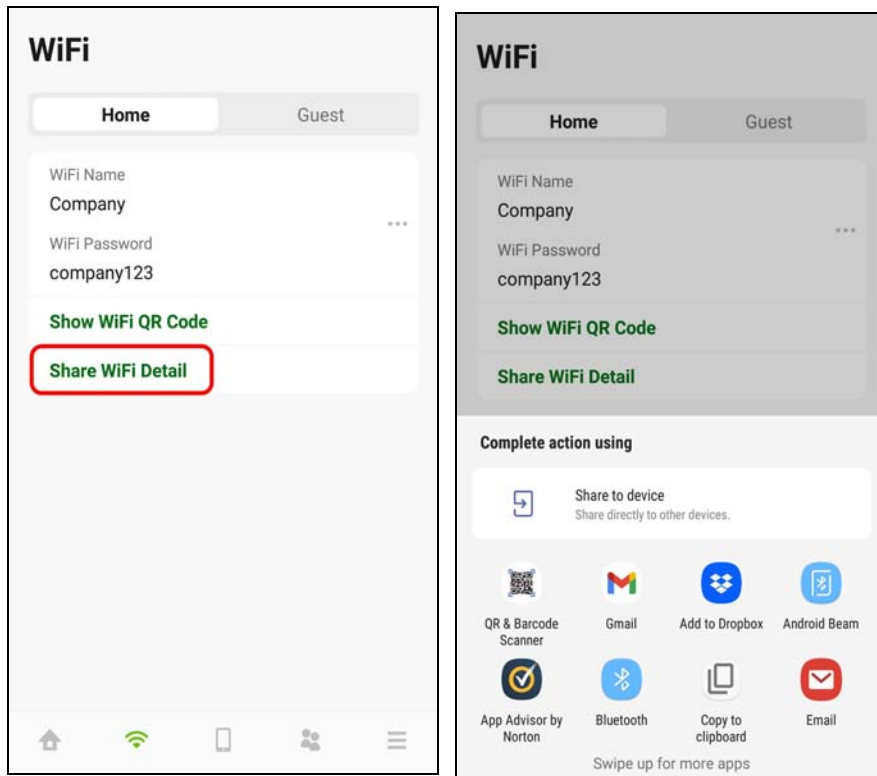 WiFi
Home Guest
WiFi Name
Company
WiFi Password
company123
Show WiFi QR Code
Share WiFi Detail
WiFi
Home Guest
WiFi Name
Company
WiFi Password
company123
Show WiFi QR Code
Share WiFi Detail
Complete action using
Share to device
Share directly to other devices.
QR & Barcode Gmail Add to Dropbox Android Beam
Scanner
App Advisor by Bluetooth Copy to Email
Norton clipboard
Swipe up for more apps